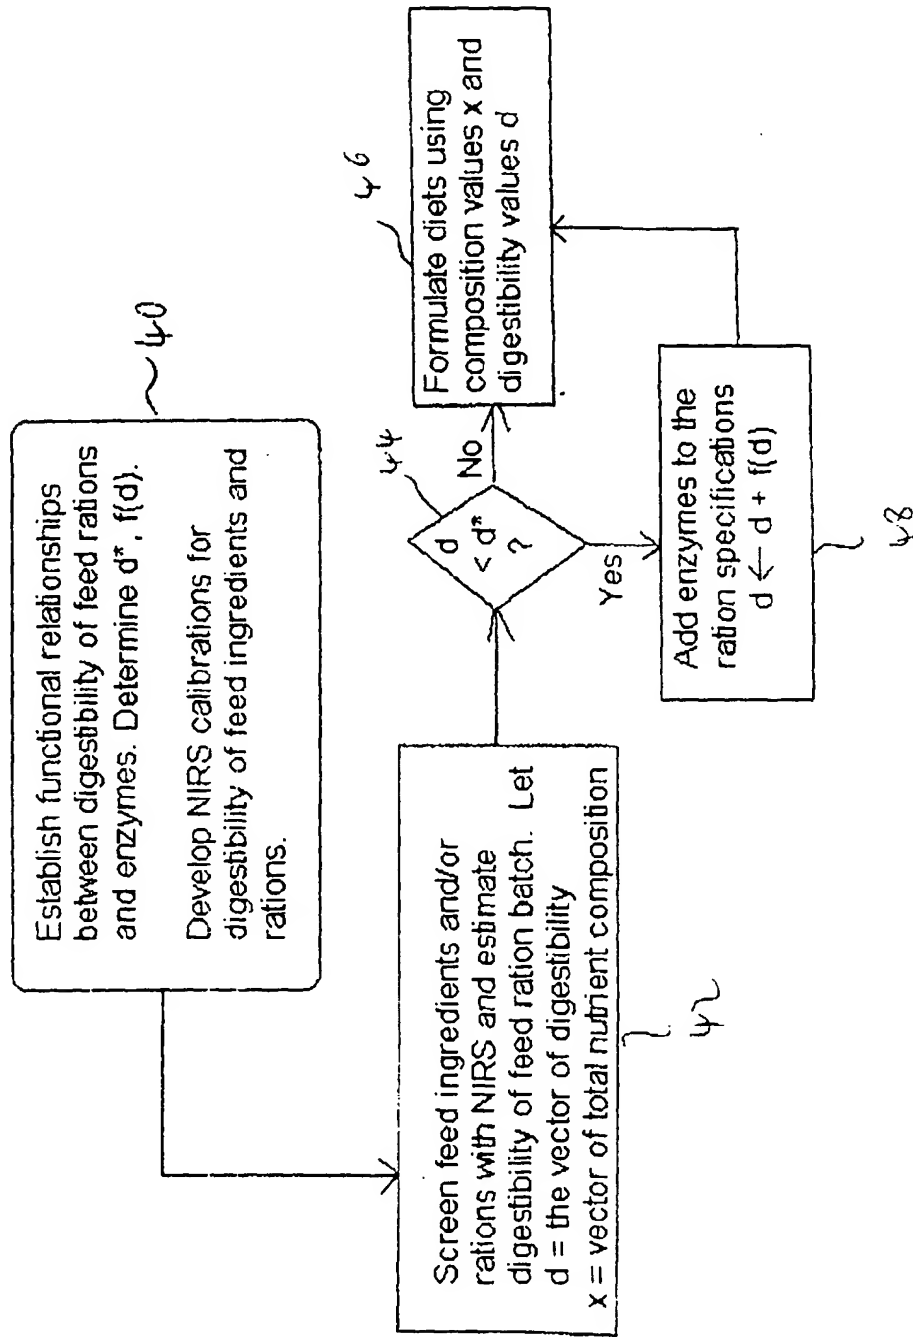 Establish functional relationships
between digestibility of feed rations
and enzymes. Determine d*, f(d).
Develop NIRS calibrations for
digestibility of feed ingredients and
rations.
40
Screen feed ingredients and/or
rations with NIRS and estimate
digestibility of feed ration batch. Let
d = the vector of digestibility
x = vector of total nutrient composition
42
d
< d*
?
44
No
Yes
Formulate diets using
composition values x and
digestibility values d
46
Add enzymes to the
ration specifications
d ← d + f(d)
48